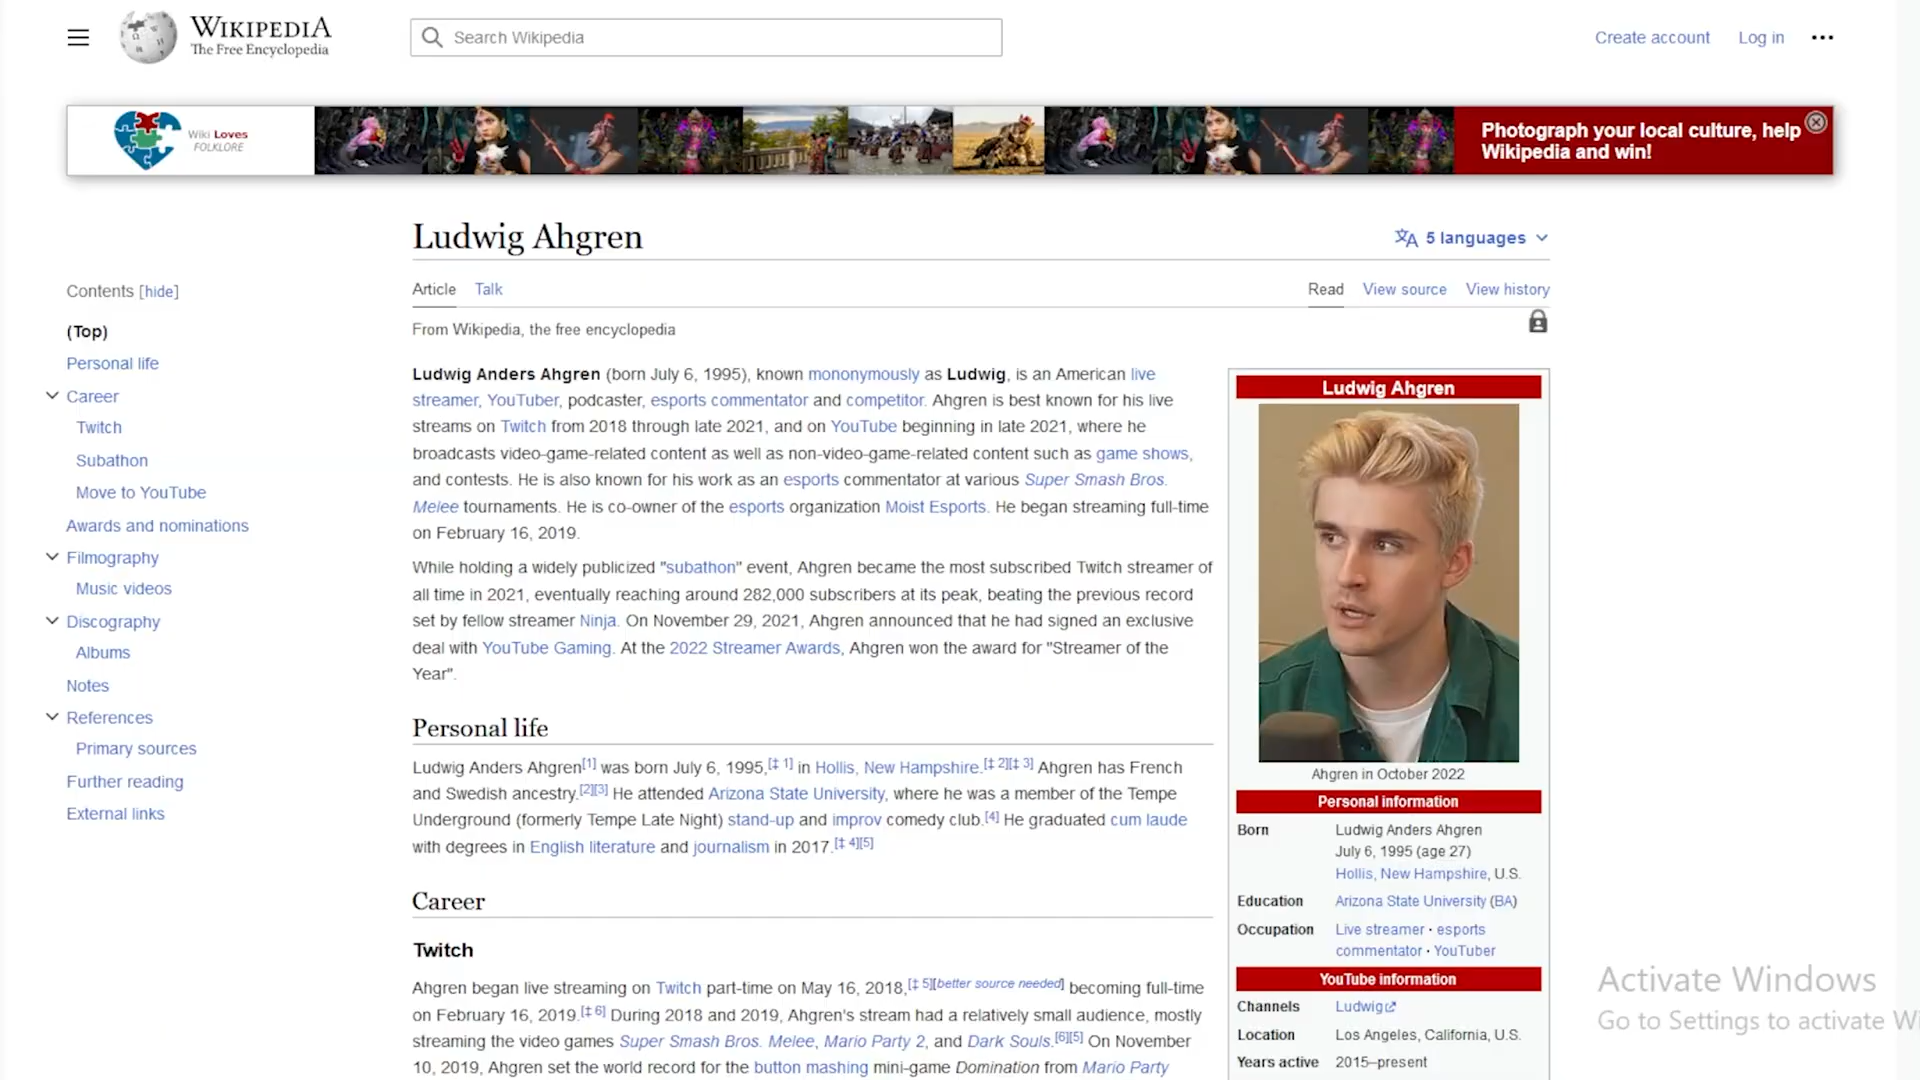 WIKIPEDIA
The Free Encyclopedia
Search Wikipedia
Create account
Log in
Wiki Loves
FOLKLORE
Photograph your local culture, help
Wikipedia and win!
Ludwig Ahgren
5 languages
Article
Talk
Read
View source
View history
From Wikipedia, the free encyclopedia
Contents [hide]
(Top)
Personal life
Career
Twitch
Subathon
Move to YouTube
Awards and nominations
Filmography
Music videos
Discography
Albums
Notes
References
Primary sources
Further reading
External links
Ludwig Anders Ahgren (born July 6, 1995), known mononymously as Ludwig, is an American live
streamer, YouTuber, podcaster, esports commentator and competitor. Ahgren is best known for his live
streams on Twitch from 2018 through late 2021, and on YouTube beginning in late 2021, where he
broadcasts video-game-related content as well as non-video-game-related content such as game shows,
and contests. He is also known for his work as an esports commentator at various Super Smash Bros.
Melee tournaments. He is co-owner of the esports organization Moist Esports. He began streaming full-time
on February 16, 2019.
While holding a widely publicized "subathon" event, Ahgren became the most subscribed Twitch streamer of
all time in 2021, eventually reaching around 282,000 subscribers at its peak, beating the previous record
set by fellow streamer Ninja. On November 29, 2021, Ahgren announced that he had signed an exclusive
deal with YouTube Gaming. At the 2022 Streamer Awards, Ahgren won the award for "Streamer of the
Year".
Personal life
Ludwig Anders Ahgren[1] was born July 6, 1995,[‡ 1] in Hollis, New Hampshire.[‡ 2][‡ 3] Ahgren has French
and Swedish ancestry.[2][3] He attended Arizona State University, where he was a member of the Tempe
Underground (formerly Tempe Late Night) stand-up and improv comedy club.[4] He graduated cum laude
with degrees in English literature and journalism in 2017.[‡ 4][5]
Career
Twitch
Ahgren began live streaming on Twitch part-time on May 16, 2018,[‡ 5][better source needed] becoming full-time
on February 16, 2019.[‡ 6] During 2018 and 2019, Ahgren's stream had a relatively small audience, mostly
streaming the video games Super Smash Bros. Melee, Mario Party 2, and Dark Souls.[6][5] On November
10, 2019, Ahgren set the world record for the button mashing mini-game Domination from Mario Party
Ludwig Ahgren
Ahgren in October 2022
Personal information
Born Ludwig Anders Ahgren
July 6, 1995 (age 27)
Hollis, New Hampshire, U.S.
Education Arizona State University (BA)
Occupation Live streamer · esports
commentator · YouTuber
YouTube information
Channels Ludwig
Location Los Angeles, California, U.S.
Years active 2015–present
Activate Windows
Go to Settings to activate Wi